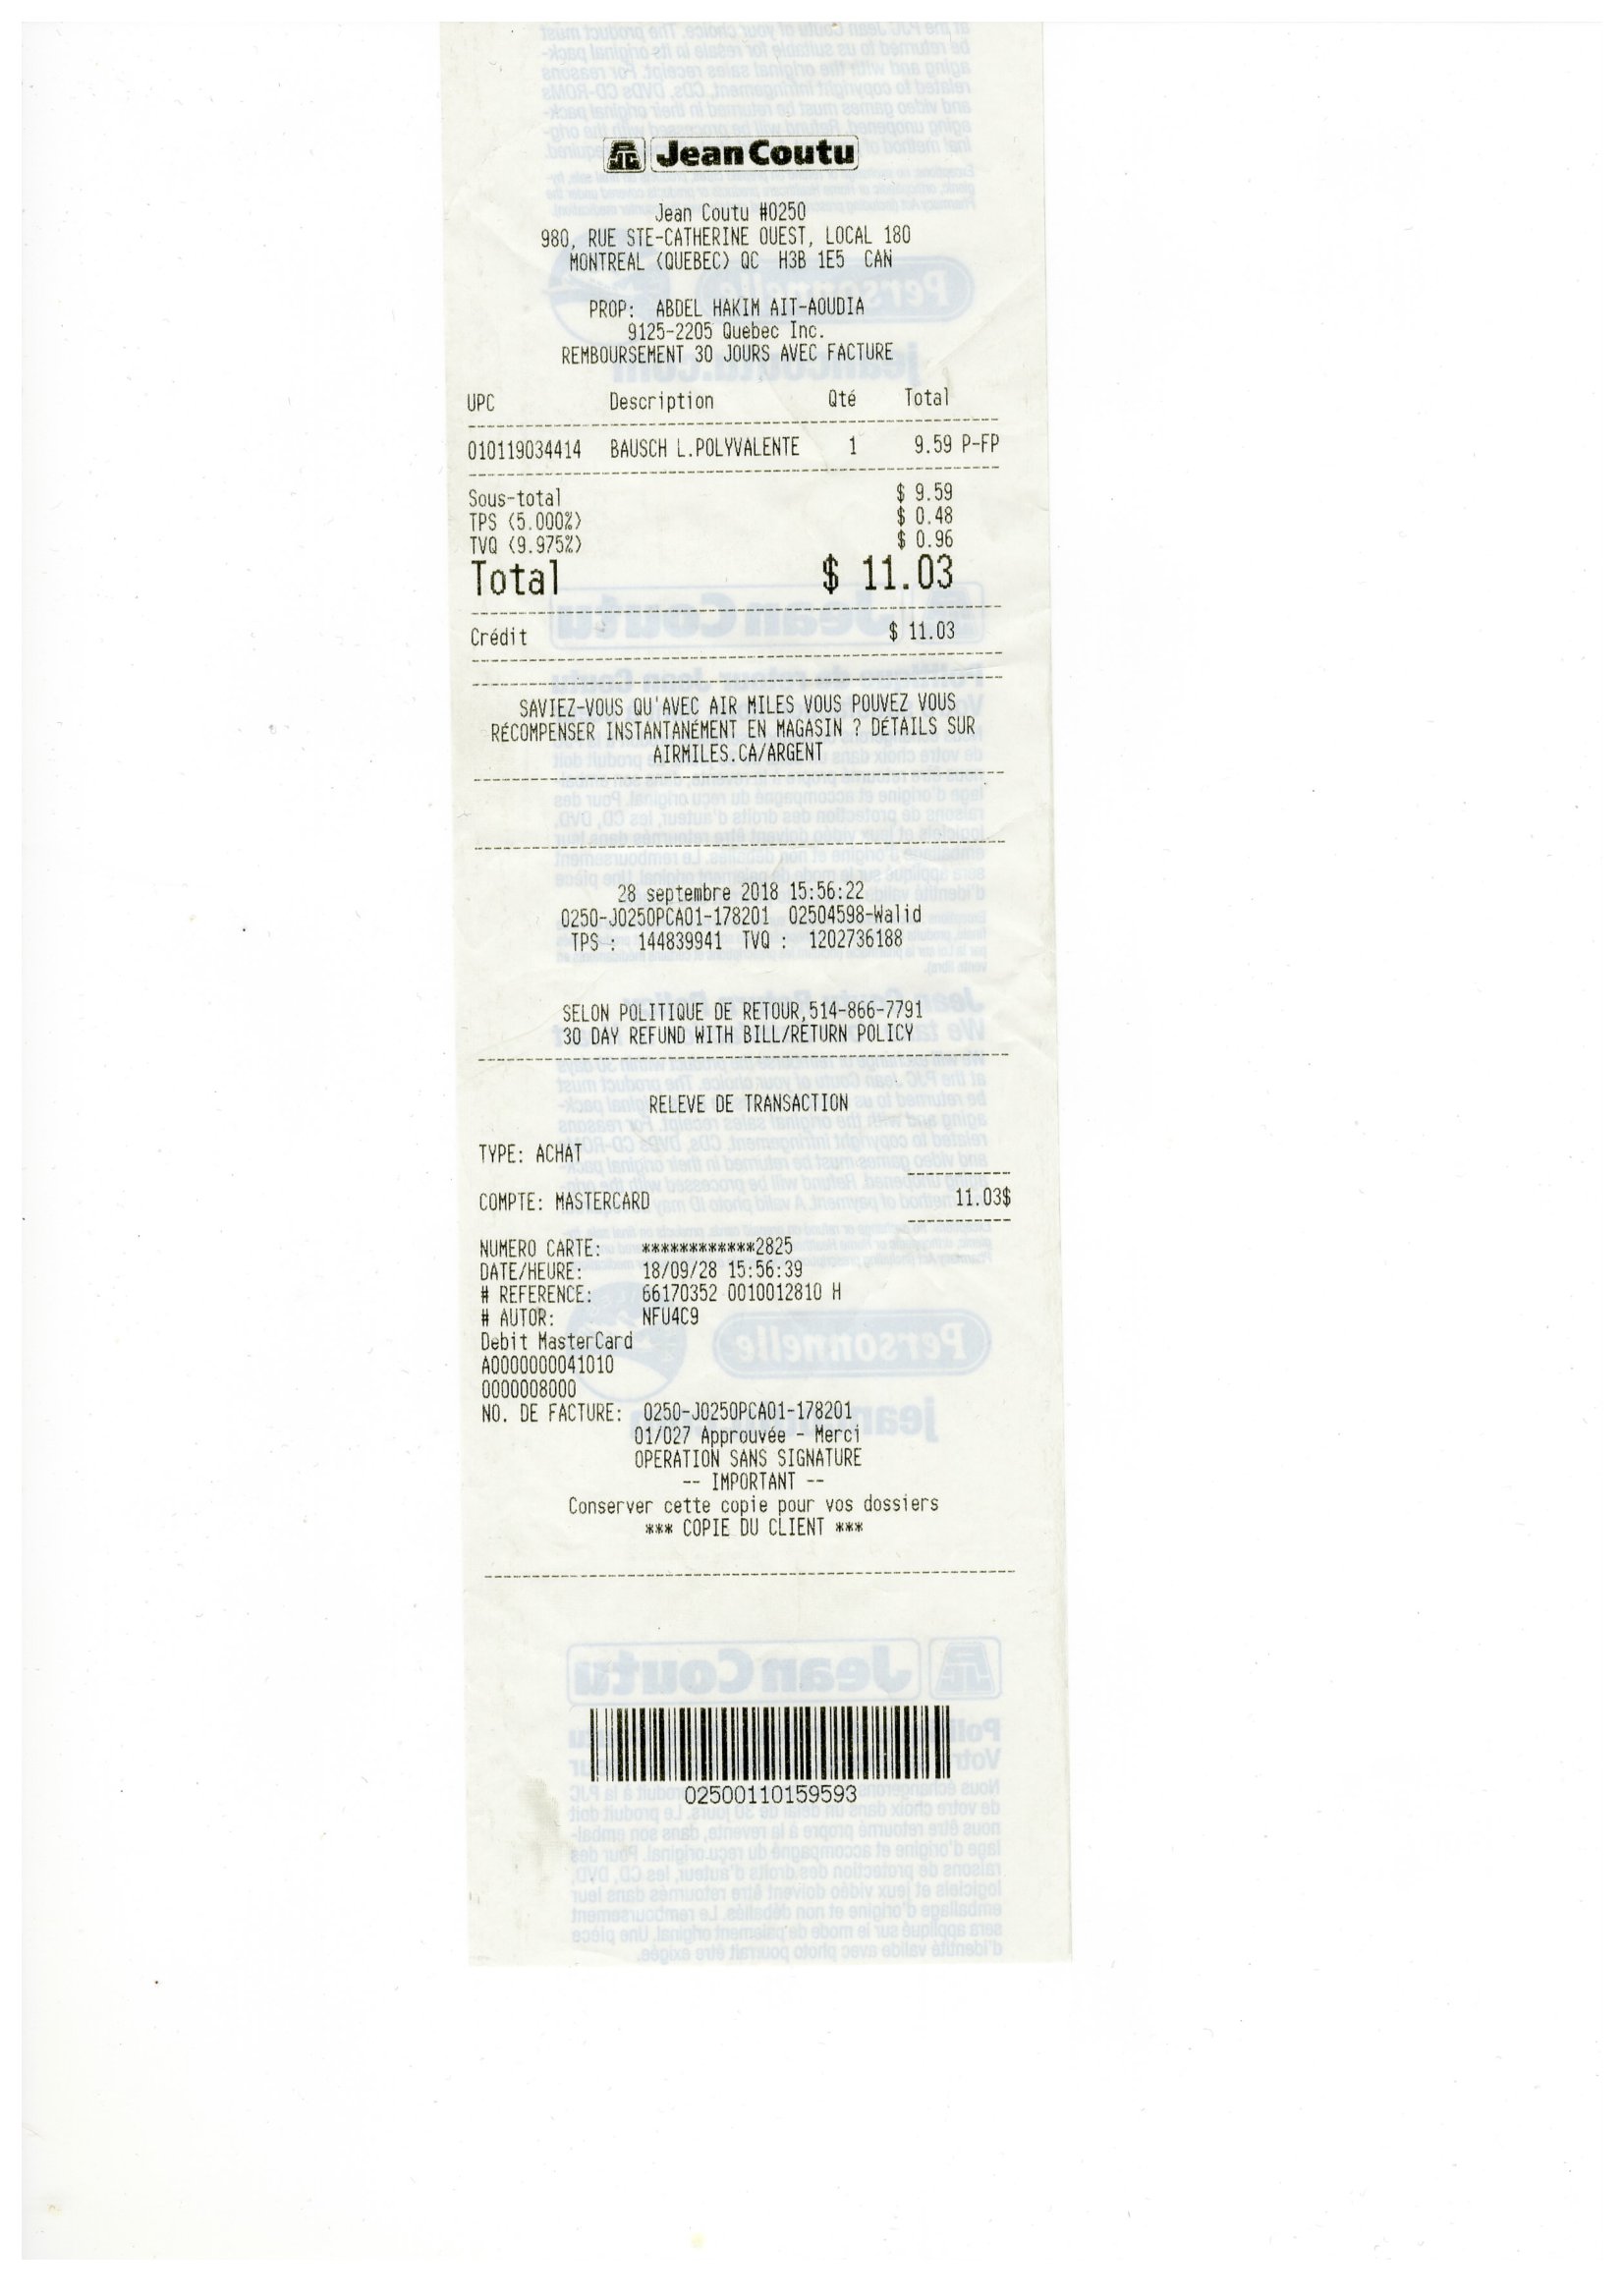 JeanCoutu
Jean Coutu #0250
980, RUE STE-CATHERINE OUEST, LOCAL 180
MONTREAL (QUEBEC) QC H3B 1E5 CAN
PROP: ABDEL HAKIM AIT-AOUDIA
9125-2205 Quebec Inc.
REMBOURSEMENT 30 JOURS AVEC FACTURE
UPC Description Qté Total
010119034414 BAUSCH L.POLYVALENTE 1 9.59 P-FP
Sous-total $ 9.59
TPS (5.000%) $ 0.48
TVQ (9.975%) $ 0.96
Total $ 11.03
Crédit $ 11.03
SAVIEZ-VOUS QU'AVEC AIR MILES VOUS POUVEZ VOUS
RÉCOMPENSER INSTANTANÉMENT EN MAGASIN ? DÉTAILS SUR
AIRMILES.CA/ARGENT
28 septembre 2018 15:56:22
0250-J0250PCA01-178201 02504598-Walid
TPS : 144839941 TVQ : 1202736188
SELON POLITIQUE DE RETOUR,514-866-7791
30 DAY REFUND WITH BILL/RETURN POLICY
RELEVE DE TRANSACTION
TYPE: ACHAT
COMPTE: MASTERCARD 11.03$
NUMERO CARTE: ************2825
DATE/HEURE: 18/09/28 15:56:39
# REFERENCE: 66170352 0010012810 H
# AUTOR: NFU4C9
Debit MasterCard
A0000000041010
0000008000
NO. DE FACTURE: 0250-J0250PCA01-178201
01/027 Approuvée - Merci
OPERATION SANS SIGNATURE
-- IMPORTANT --
Conserver cette copie pour vos dossiers
*** COPIE DU CLIENT ***
02500110159593